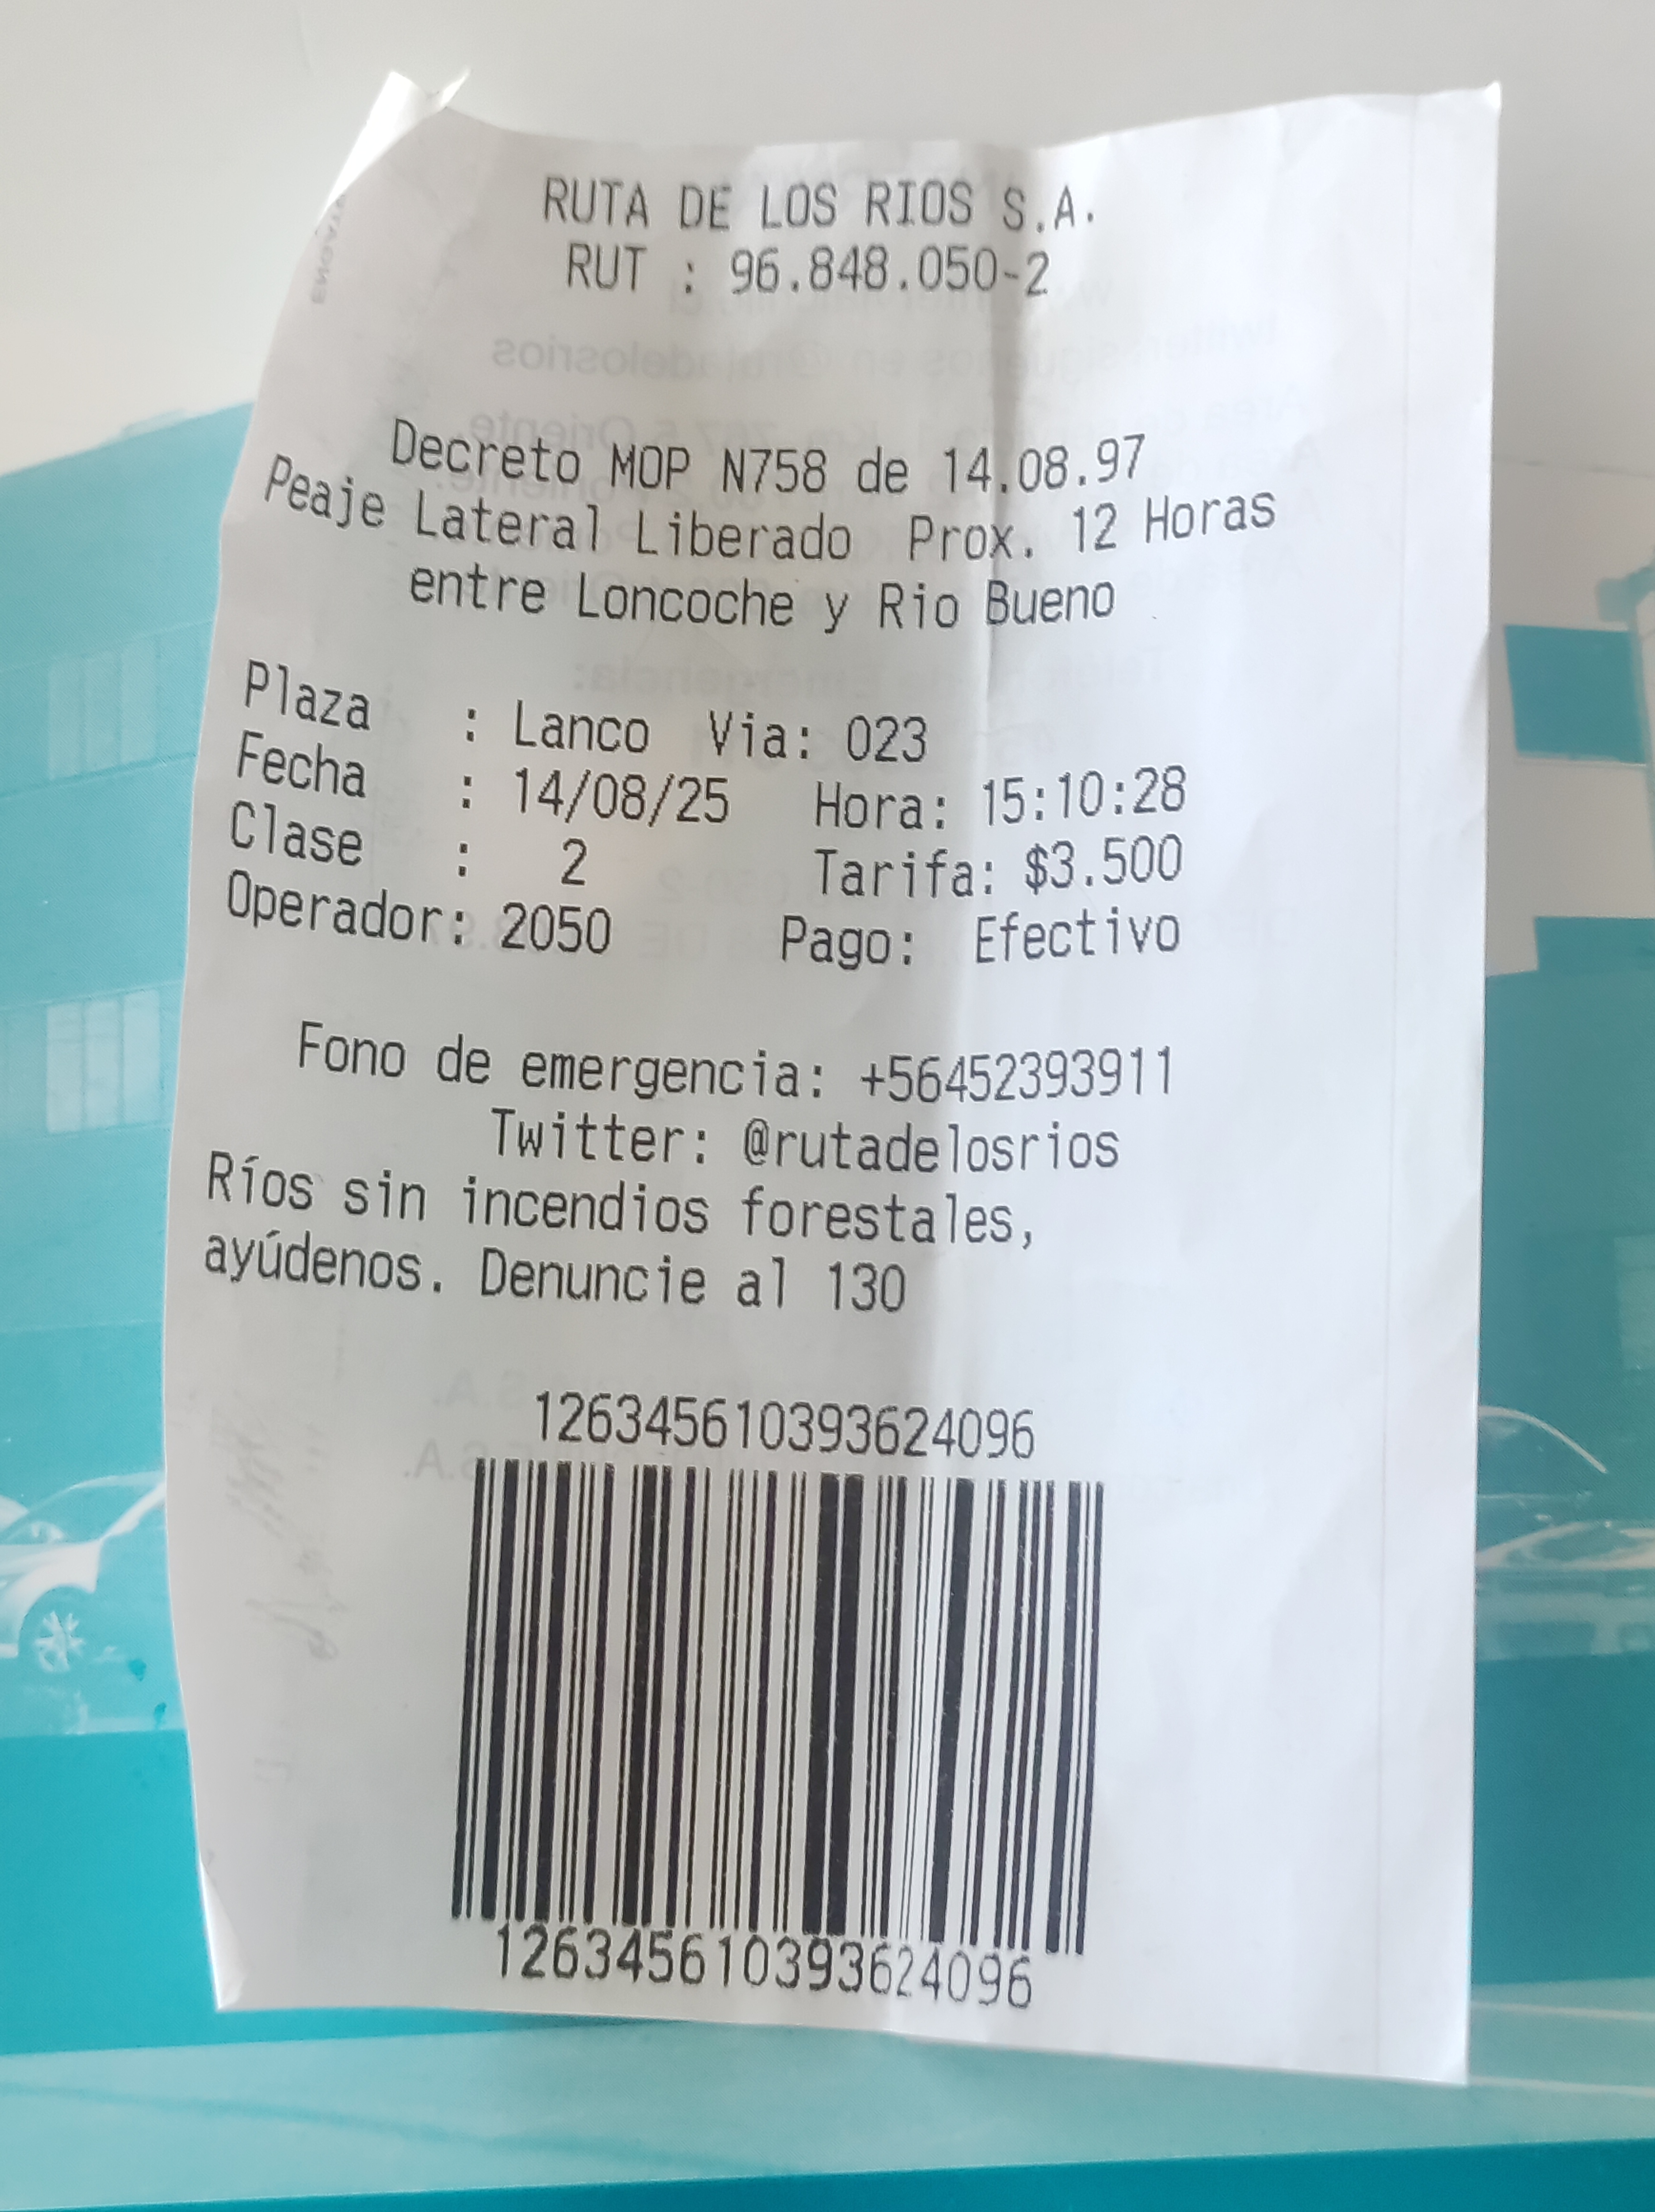 RUTA DE LOS RIOS S.A.
RUT : 96.848.050-2
Decreto MOP N758 de 14.08.97
Peaje Lateral Liberado Prox. 12 Horas
entre Loncoche y Rio Bueno
Plaza : Lanco Via: 023
Fecha : 14/08/25 Hora: 15:10:28
Clase : 2 Tarifa: $3.500
Operador: 2050 Pago: Efectivo
Fono de emergencia: +56452393911
Twitter: @rutadelosrios
Ríos sin incendios forestales,
ayúdenos. Denuncie al 130
126345610393624096
126345610393624096